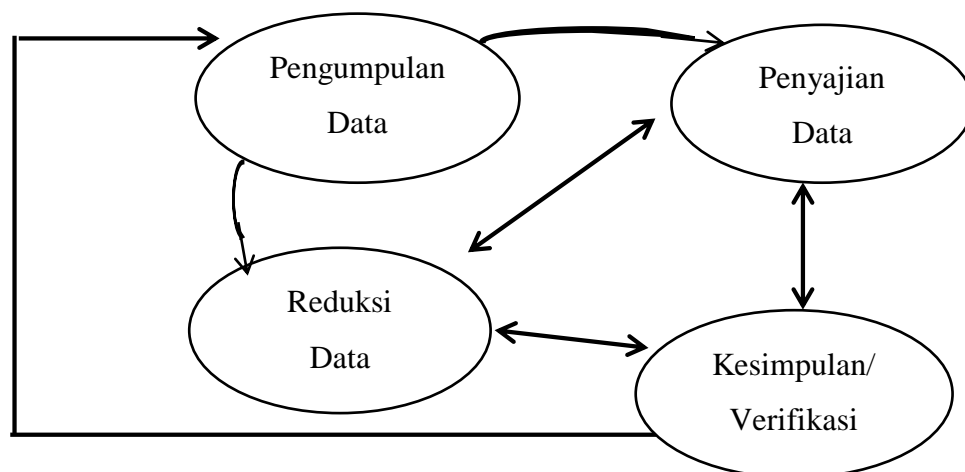 Pengumpulan
Data
Penyajian
Data
Reduksi
Data
Kesimpulan/
Verifikasi